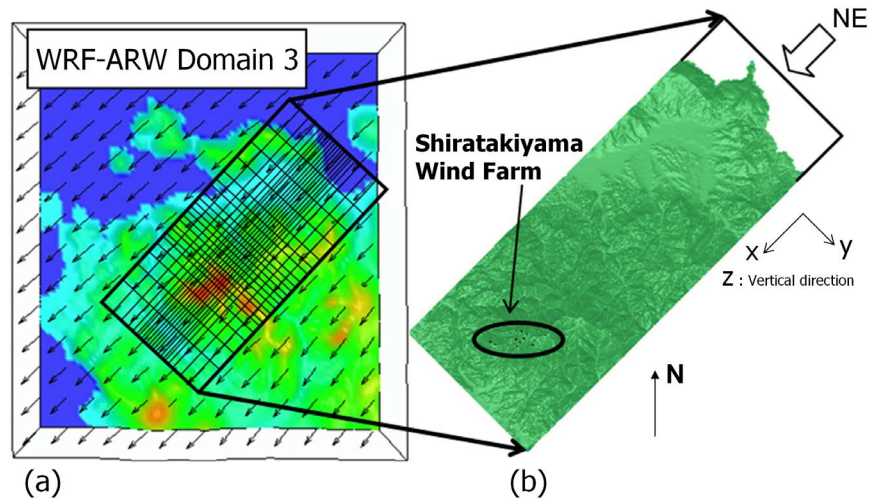 WRF-ARW Domain 3
NE
Shiratakiyama
Wind Farm
x
y
z : Vertical direction
N
(a)
(b)